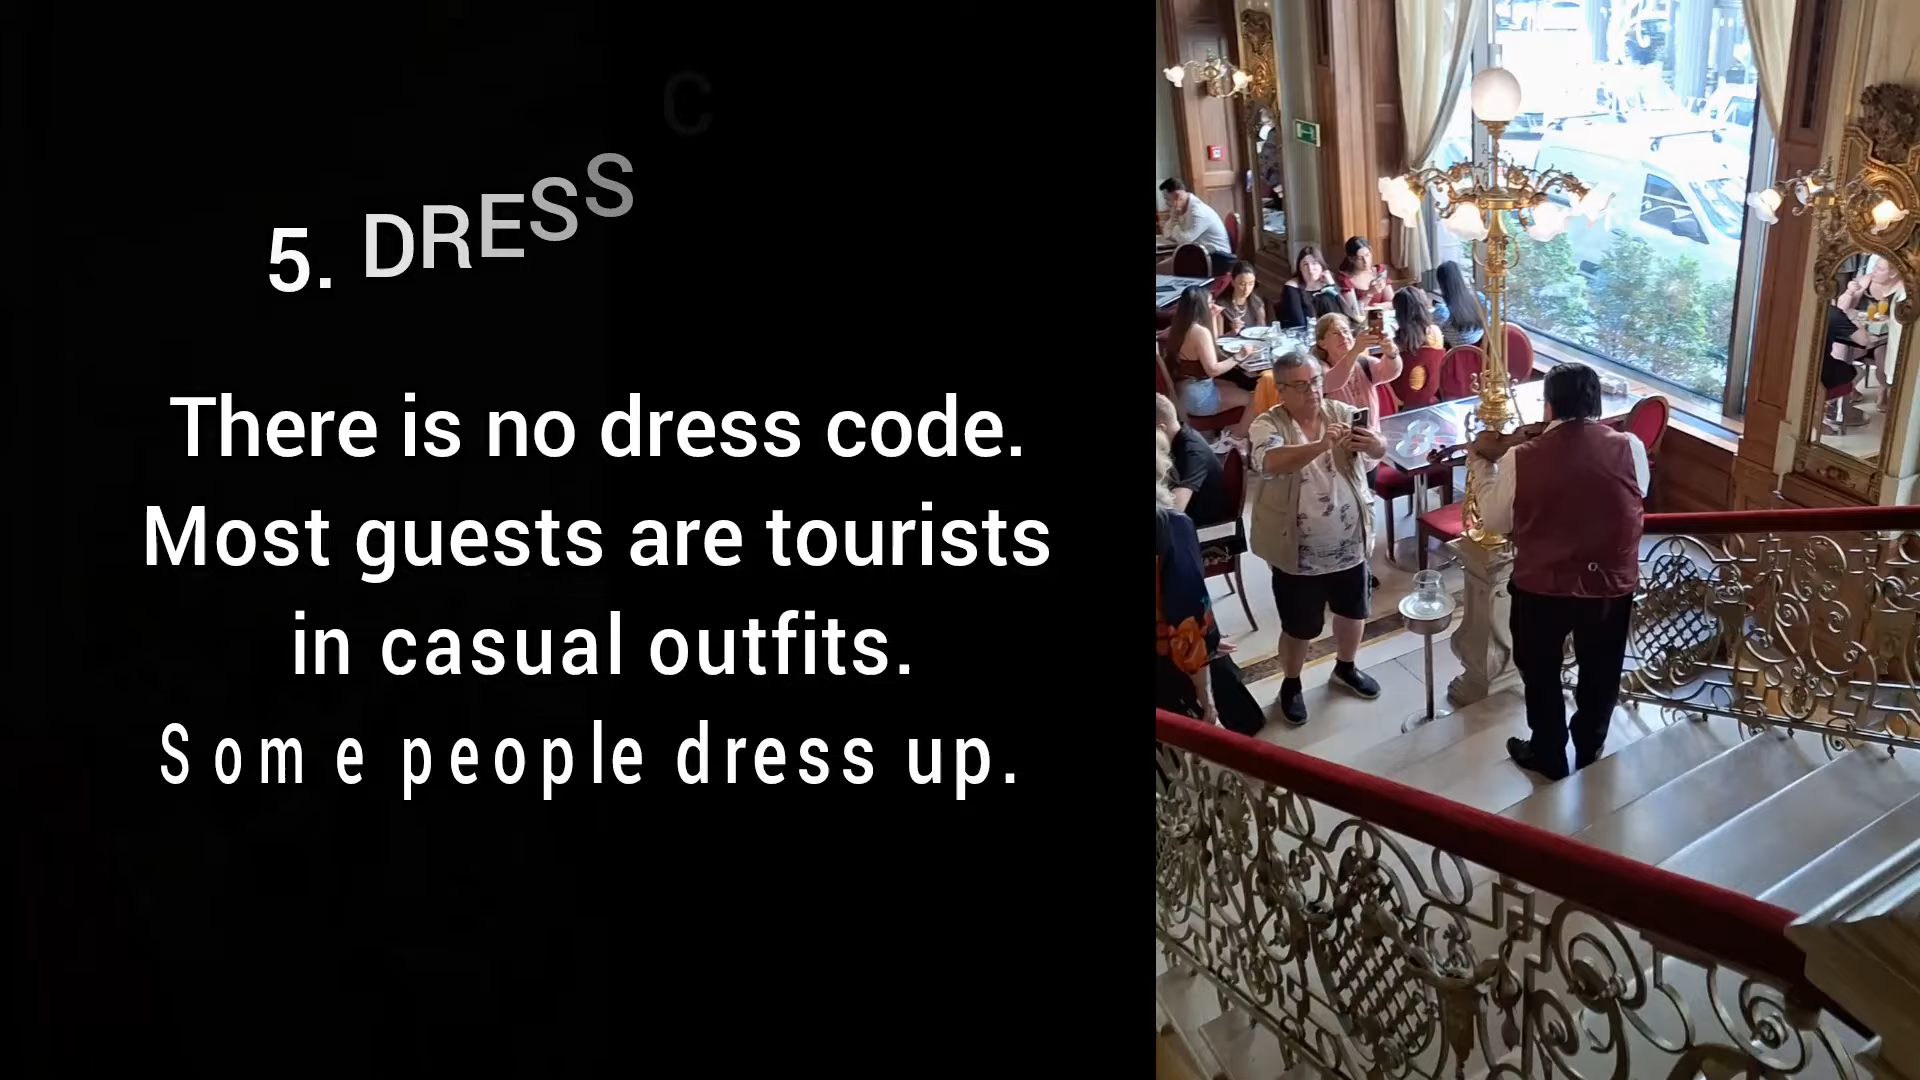 5. DRESS C
There is no dress code.
Most guests are tourists
in casual outfits.
Some people dress up.